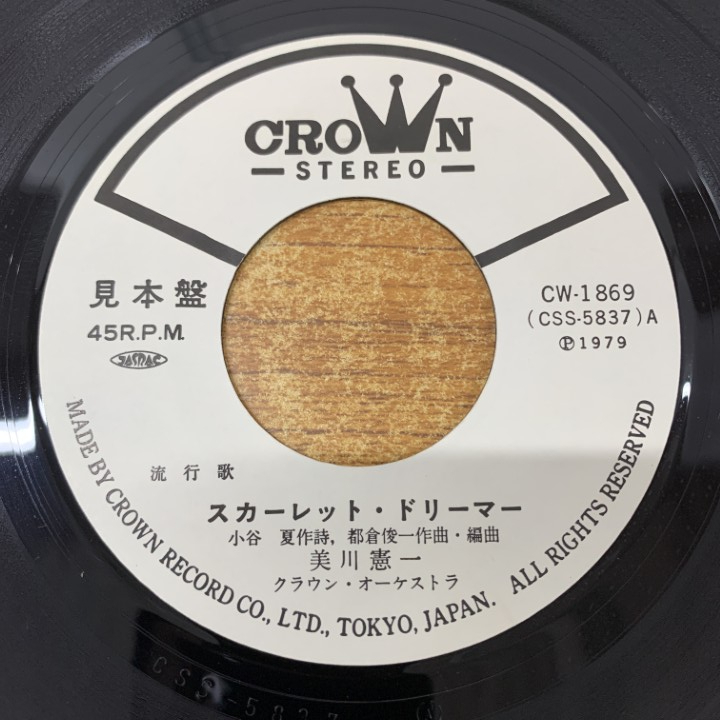 CROWN
STEREO
見本盤
45R.P.M.
JASRAC
CW-1869
(CSS-5837)A
Ⓟ1979
流行歌
スカーレット・ドリーマー
小谷 夏作詩, 都倉俊一作曲・編曲
美川憲一
クラウン・オーケストラ
MADE BY CROWN RECORD CO., LTD., TOKYO, JAPAN. ALL RIGHTS RESERVED
CSS-5837